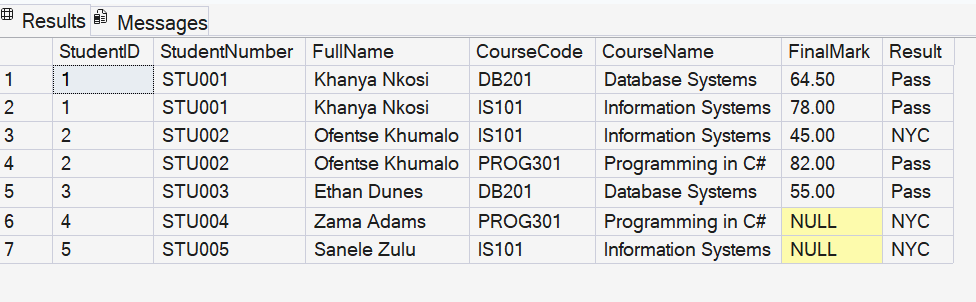 Results Messages
StudentID StudentNumber FullName CourseCode CourseName FinalMark Result
1 1 STU001 Khanya Nkosi DB201 Database Systems 64.50 Pass
2 1 STU001 Khanya Nkosi IS101 Information Systems 78.00 Pass
3 2 STU002 Ofentse Khumalo IS101 Information Systems 45.00 NYC
4 2 STU002 Ofentse Khumalo PROG301 Programming in C# 82.00 Pass
5 3 STU003 Ethan Dunes DB201 Database Systems 55.00 Pass
6 4 STU004 Zama Adams PROG301 Programming in C# NULL NYC
7 5 STU005 Sanele Zulu IS101 Information Systems NULL NYC